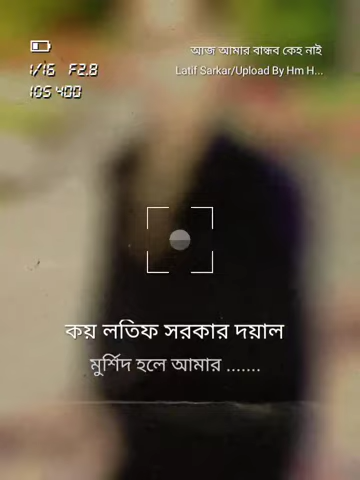 আজ আমার বান্ধব কেহ নাই
1/16 F2.8
Latif Sarkar/Upload By Hm H...
105 400
কয় লতিফ সরকার দয়াল
মুর্শিদ হলে আমার .......